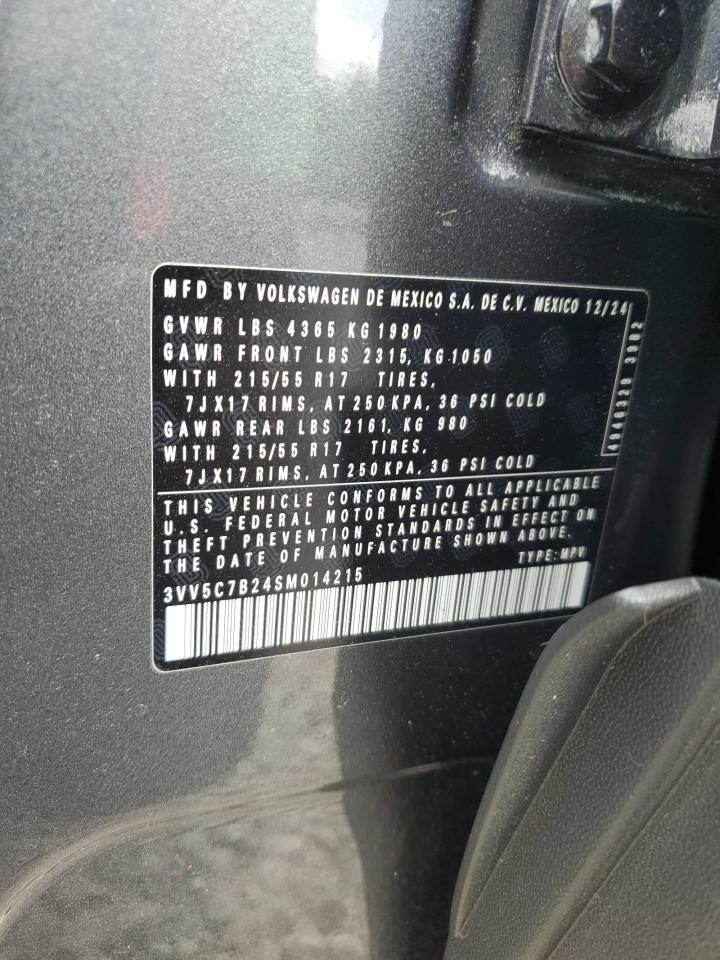 MFD BY VOLKSWAGEN DE MEXICO S.A. DE C.V. MEXICO 12/24
GVWR LBS 4365 KG 1980
GAWR FRONT LBS 2315, KG 1050
WITH 215/55 R17 TIRES,
7JX17 RIMS, AT 250 KPA, 36 PSI COLD
GAWR REAR LBS 2161, KG 980
WITH 215/55 R17 TIRES,
7JX17 RIMS, AT 250 KPA, 36 PSI COLD
4946329 3982
THIS VEHICLE CONFORMS TO ALL APPLICABLE
U.S. FEDERAL MOTOR VEHICLE SAFETY AND
THEFT PREVENTION STANDARDS IN EFFECT ON
THE DATE OF MANUFACTURE SHOWN ABOVE.
TYPE: MPV
3VV5C7B24SM014215